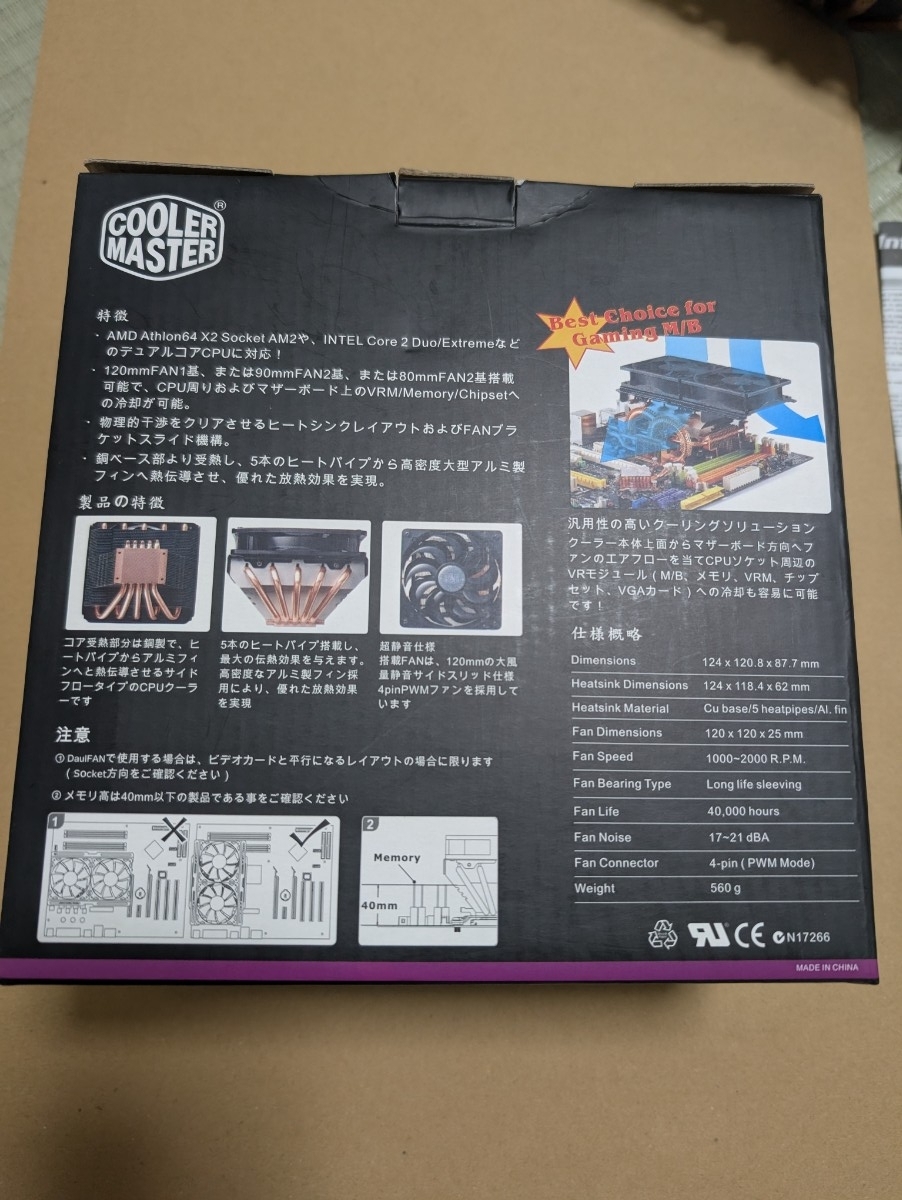 COOLER
MASTER
®
特徴
・ AMD Athlon64 X2 Socket AM2や、INTEL Core 2 Duo/Extremeなど
のデュアルコアCPUに対応！
・ 120mmFAN1基、または90mmFAN2基、または80mmFAN2基搭載
可能で、CPU周りおよびマザーボード上のVRM/Memory/Chipsetへ
の冷却が可能。
・ 物理的干渉をクリアさせるヒートシンクレイアウトおよびFANブラ
ケットスライド機構。
・ 銅ベース部より受熱し、5本のヒートパイプから高密度大型アルミ製
フィンへ熱伝導させ、優れた放熱効果を実現。
製品の特徴
コア受熱部分は銅製で、ヒ
ートパイプからアルミフィ
ンへと熱伝導させるサイド
フロータイプのCPUクーラ
ーです
5本のヒートパイプ搭載し、
最大の伝熱効果を与えます。
高密度なアルミ製フィン採
用により、優れた放熱効果
を実現
超静音仕様
搭載FANは、120mmの大風
量静音サイドスリッド仕様
4pinPWMファンを採用して
います
注意
① DaulFANで使用する場合は、ビデオカードと平行になるレイアウトの場合に限ります
（Socket方向をご確認ください）
② メモリ高は40mm以下の製品である事をご確認ください
1
2
Memory
40mm
Best Choice for
Gaming M/B
汎用性の高いクーリングソリューション
クーラー本体上面からマザーボード方向へフ
ァンのエアフローを当てCPUソケット周辺の
VRモジュール（M/B、メモリ、VRM、チップ
セット、VGAカード）への冷却も容易に可能
です！
仕様概略
Dimensions 124 x 120.8 x 87.7 mm
Heatsink Dimensions 124 x 118.4 x 62 mm
Heatsink Material Cu base/5 heatpipes/Al. fin
Fan Dimensions 120 x 120 x 25 mm
Fan Speed 1000~2000 R.P.M.
Fan Bearing Type Long life sleeving
Fan Life 40,000 hours
Fan Noise 17~21 dBA
Fan Connector 4-pin ( PWM Mode)
Weight 560 g
CE N17266
MADE IN CHINA